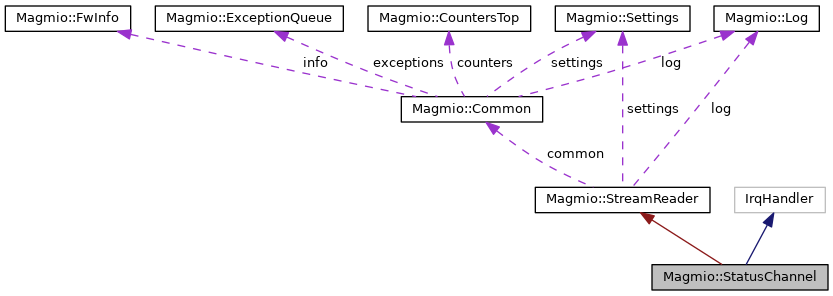 Magmio::FwInfo
Magmio::ExceptionQueue
Magmio::CountersTop
Magmio::Settings
Magmio::Log
info
exceptions
counters
settings
log
Magmio::Common
settings
log
common
Magmio::StreamReader
IrqHandler
Magmio::StatusChannel